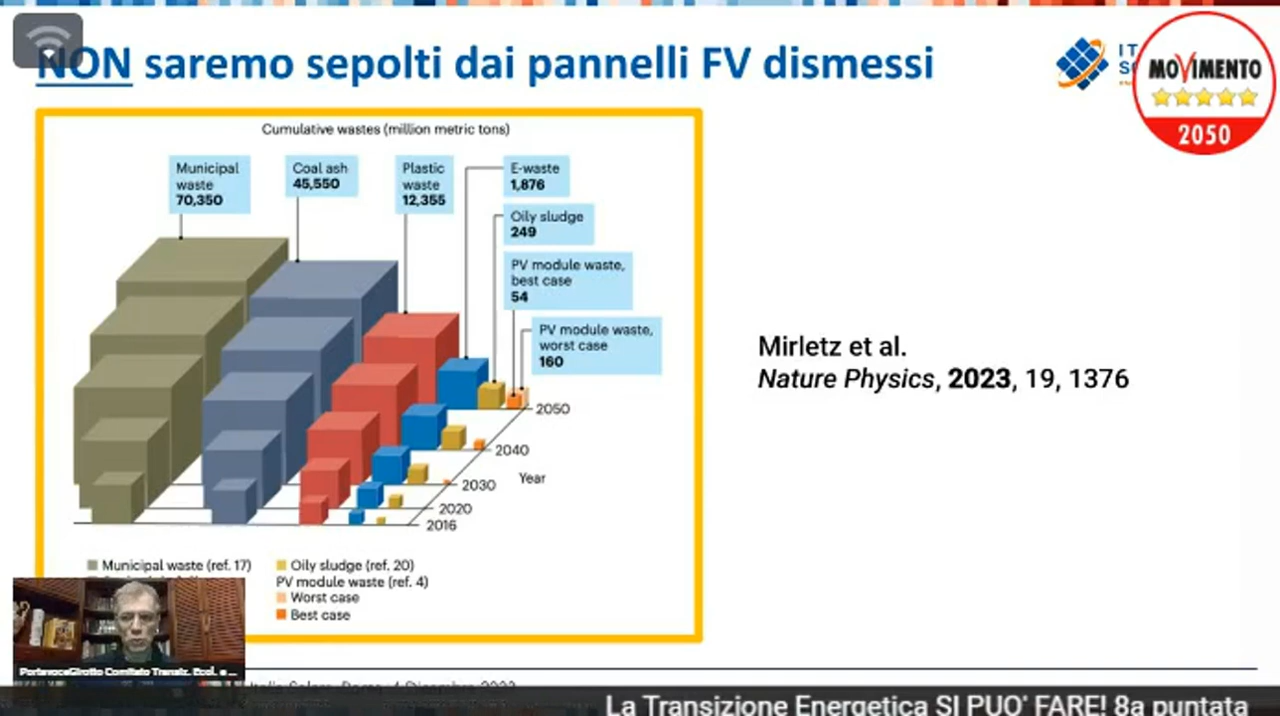 NON saremo sepolti dai pannelli FV dismessi
IT
MOVIMENTO
2050
Cumulative wastes (million metric tons)
Municipal
waste
70,350
Coal ash
45,550
Plastic
waste
12,355
E-waste
1,876
Oily sludge
249
PV module waste,
best case
54
PV module waste,
worst case
160
Mirletz et al.
Nature Physics, 2023, 19, 1376
2050
2040
Year
2030
2020
2016
Municipal waste (ref. 17)
Oily sludge (ref. 20)
PV module waste (ref. 4)
Worst case
Best case
La Transizione Energetica SI PUO' FARE! 8a puntata